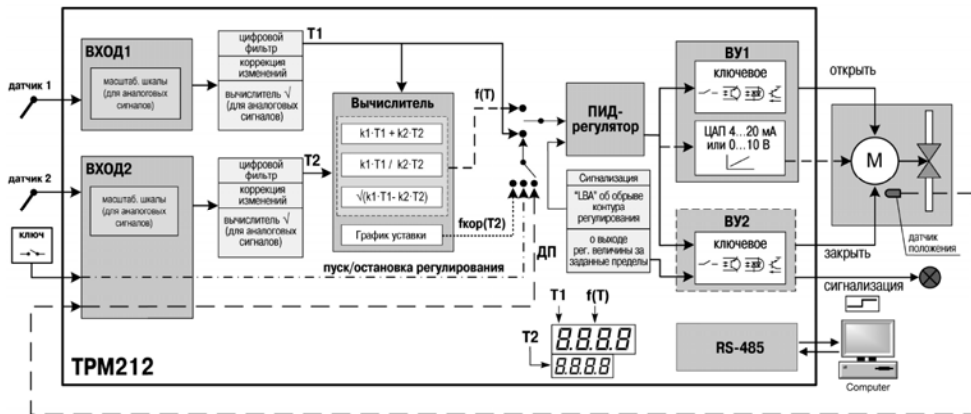 ВХОД1
масштаб. шкалы
(для аналоговых
сигналов)
датчик 1
цифровой
фильтр
коррекция
изменений
вычислитель √
(для аналоговых
сигналов)
T1
Вычислитель
k1·T1 + k2·T2
k1·T1 / k2·T2
√(k1·T1- k2·T2)
График уставки
f(T)
fкор(T2)
ВХОД2
масштаб. шкалы
(для аналоговых
сигналов)
датчик 2
ключ
цифровой
фильтр
коррекция
изменений
вычислитель √
(для аналоговых
сигналов)
T2
пуск/остановка регулирования
ДП
ПИД-
регулятор
Сигнализация
"LBA" об обрыве
контура
регулирования
о выходе
рег. величины за
заданные пределы
ВУ1
ключевое
ЦАП 4...20 мА
или 0...10 В
ВУ2
ключевое
открыть
M
датчик
положения
закрыть
сигнализация
T1
f(T)
T2
8.8.8.8
8.8.8.8
RS-485
Computer
ТРМ212